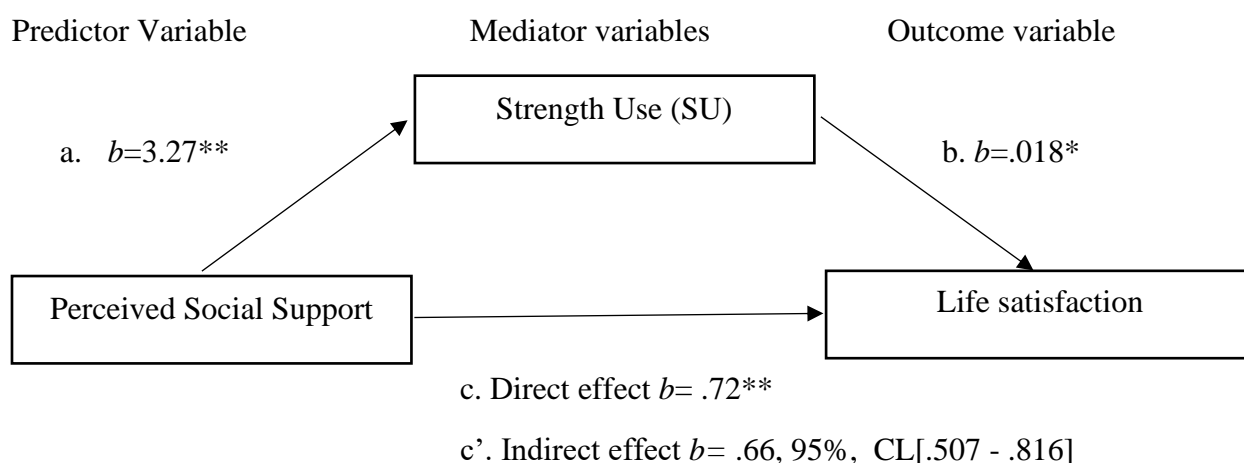 Predictor Variable Mediator variables Outcome variable
Strength Use (SU)
a. b=3.27**
b. b=.018*
Perceived Social Support
Life satisfaction
c. Direct effect b= .72**
c’. Indirect effect b= .66, 95%, CL[.507 - .816]